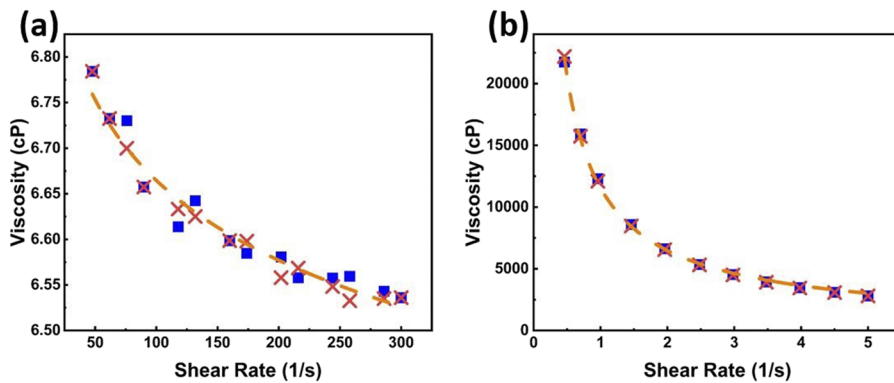 (a)
6.80
6.75
6.70
6.65
6.60
6.55
6.50
Viscosity (cP)
50 100 150 200 250 300
Shear Rate (1/s)
(b)
20000
15000
10000
5000
0
Viscosity (cP)
0 1 2 3 4 5
Shear Rate (1/s)